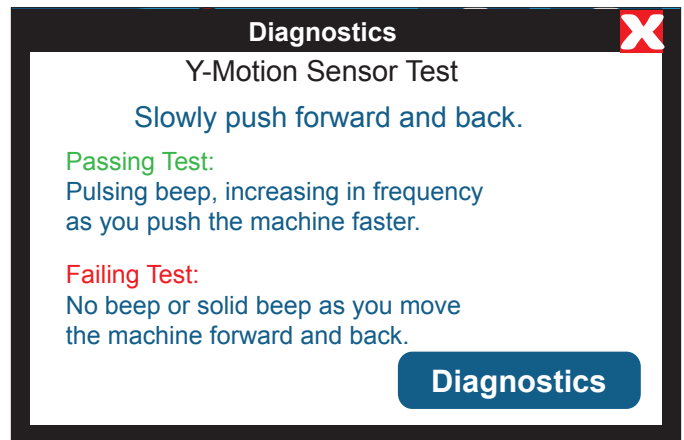 Diagnostics
X
Y-Motion Sensor Test
Slowly push forward and back.
Passing Test:
Pulsing beep, increasing in frequency
as you push the machine faster.
Failing Test:
No beep or solid beep as you move
the machine forward and back.
Diagnostics